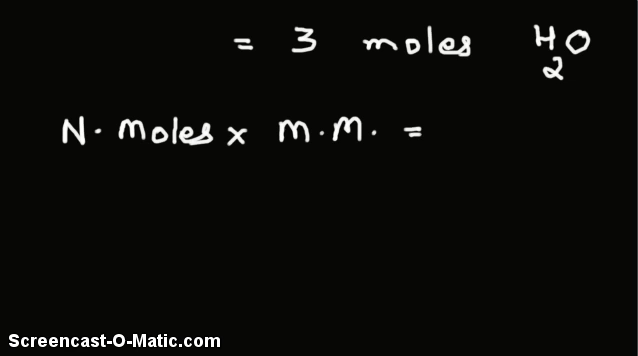 = 3 moles H2O
N. Moles x M.M. =
Screencast-O-Matic.com